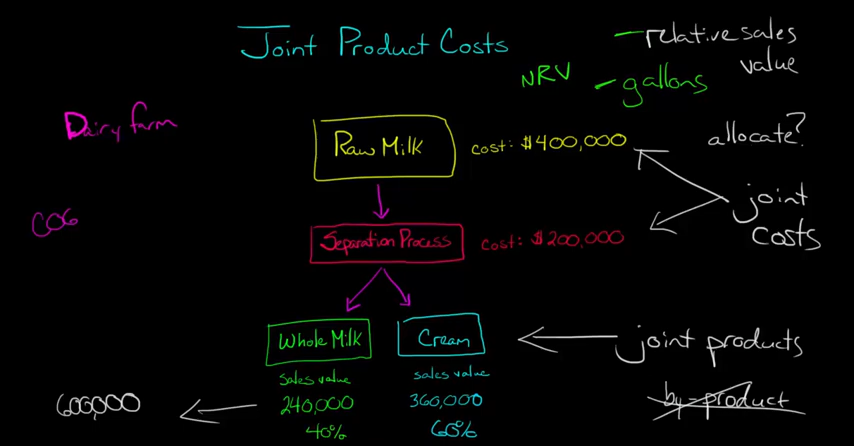 Joint Product Costs
- relative sales
value
NRV
- gallons
Dairy farm
Raw Milk
cost: $400,000
allocate?
joint
costs
COG
Separation Process
cost: $200,000
Whole Milk
Cream
joint products
sales value
sales value
by-product
600,000
240,000
360,000
40%
60%